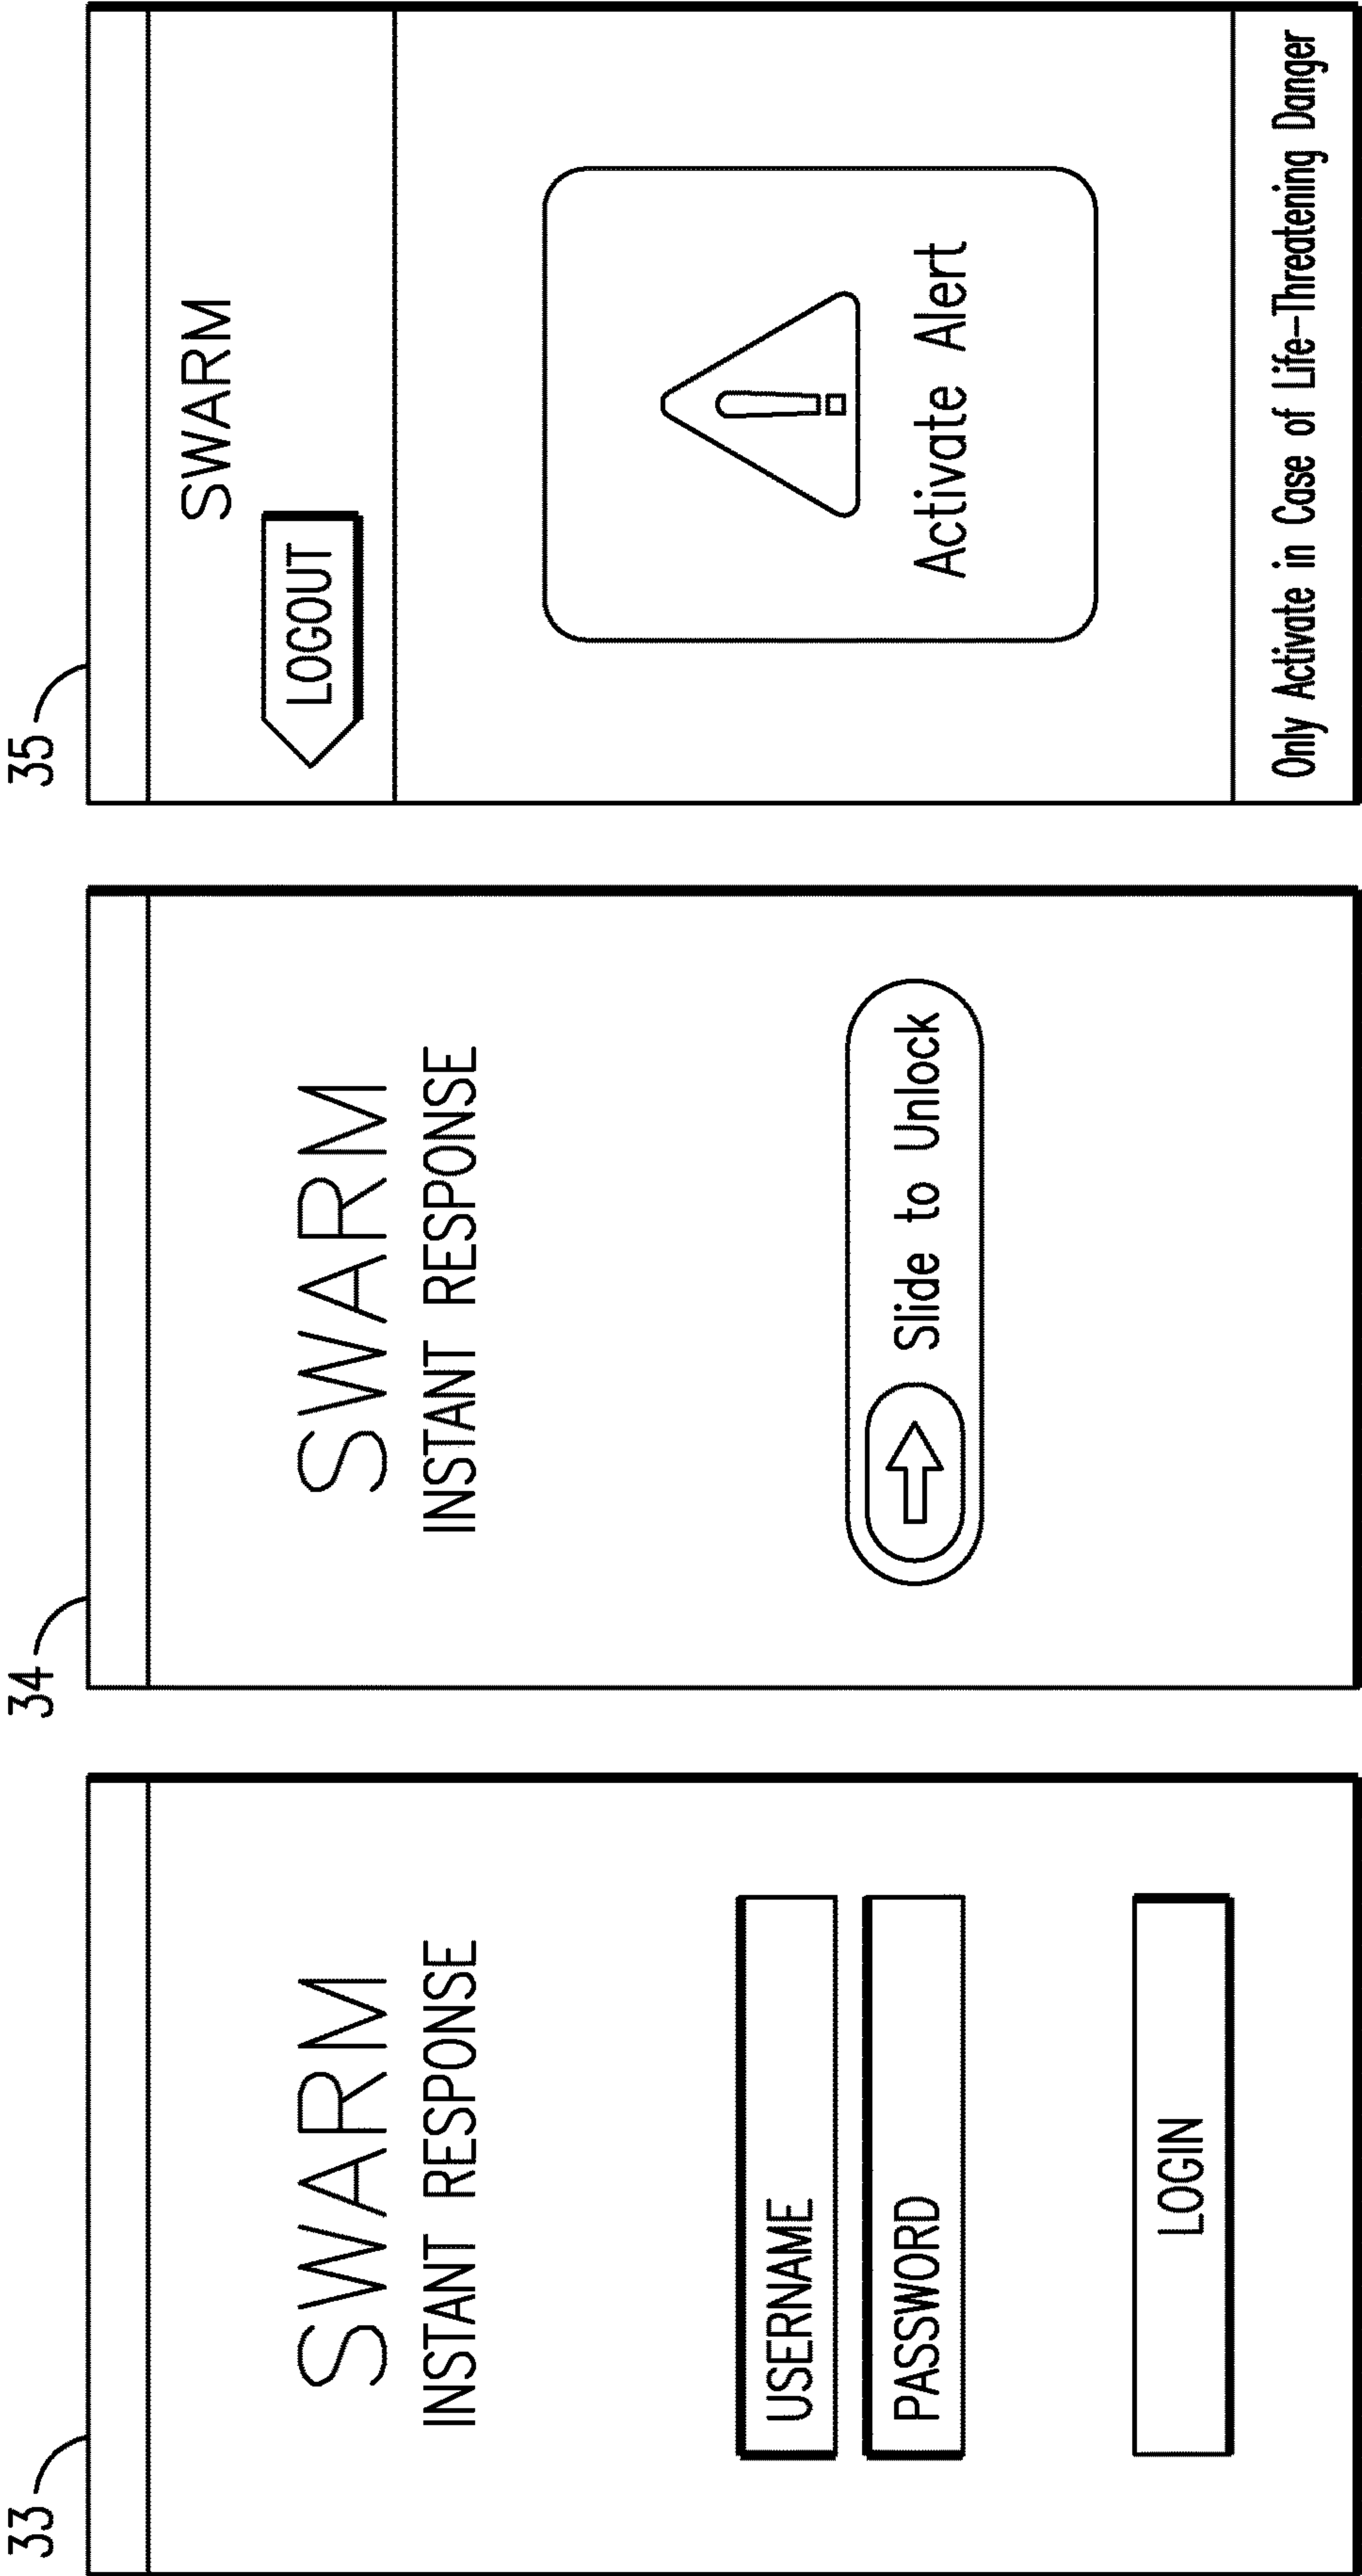 33
SWARM
INSTANT RESPONSE
USERNAME
PASSWORD
LOGIN
34
SWARM
INSTANT RESPONSE
Slide to Unlock
35
SWARM
LOGOUT
!
Activate Alert
Only Activate in Case of Life-Threatening Danger